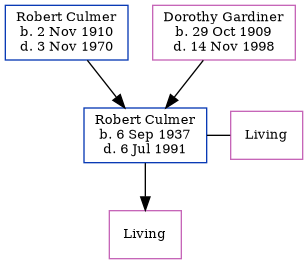 Robert Culmer
b. 2 Nov 1910
d. 3 Nov 1970
Dorothy Gardiner
b. 29 Oct 1909
d. 14 Nov 1998
Robert Culmer
b. 6 Sep 1937
d. 6 Jul 1991
Living
Living